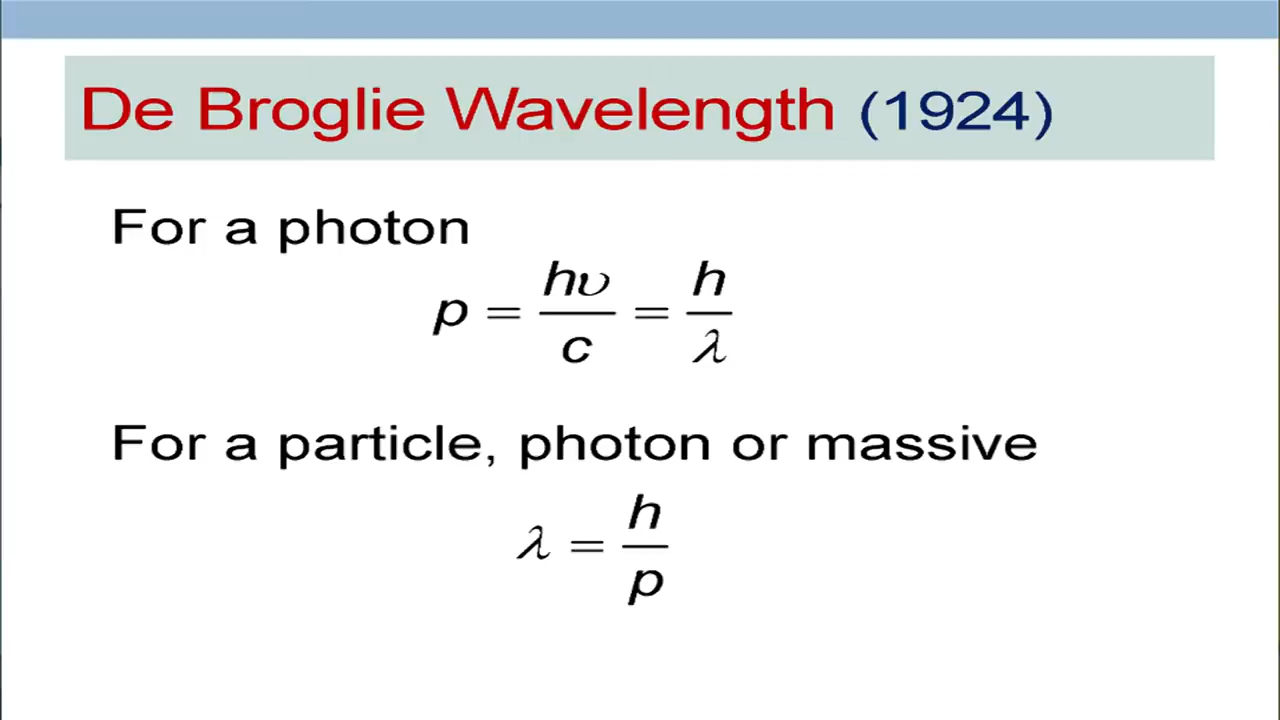 De Broglie Wavelength (1924)
For a photon
p = hυ/c = h/λ
For a particle, photon or massive
λ = h/p